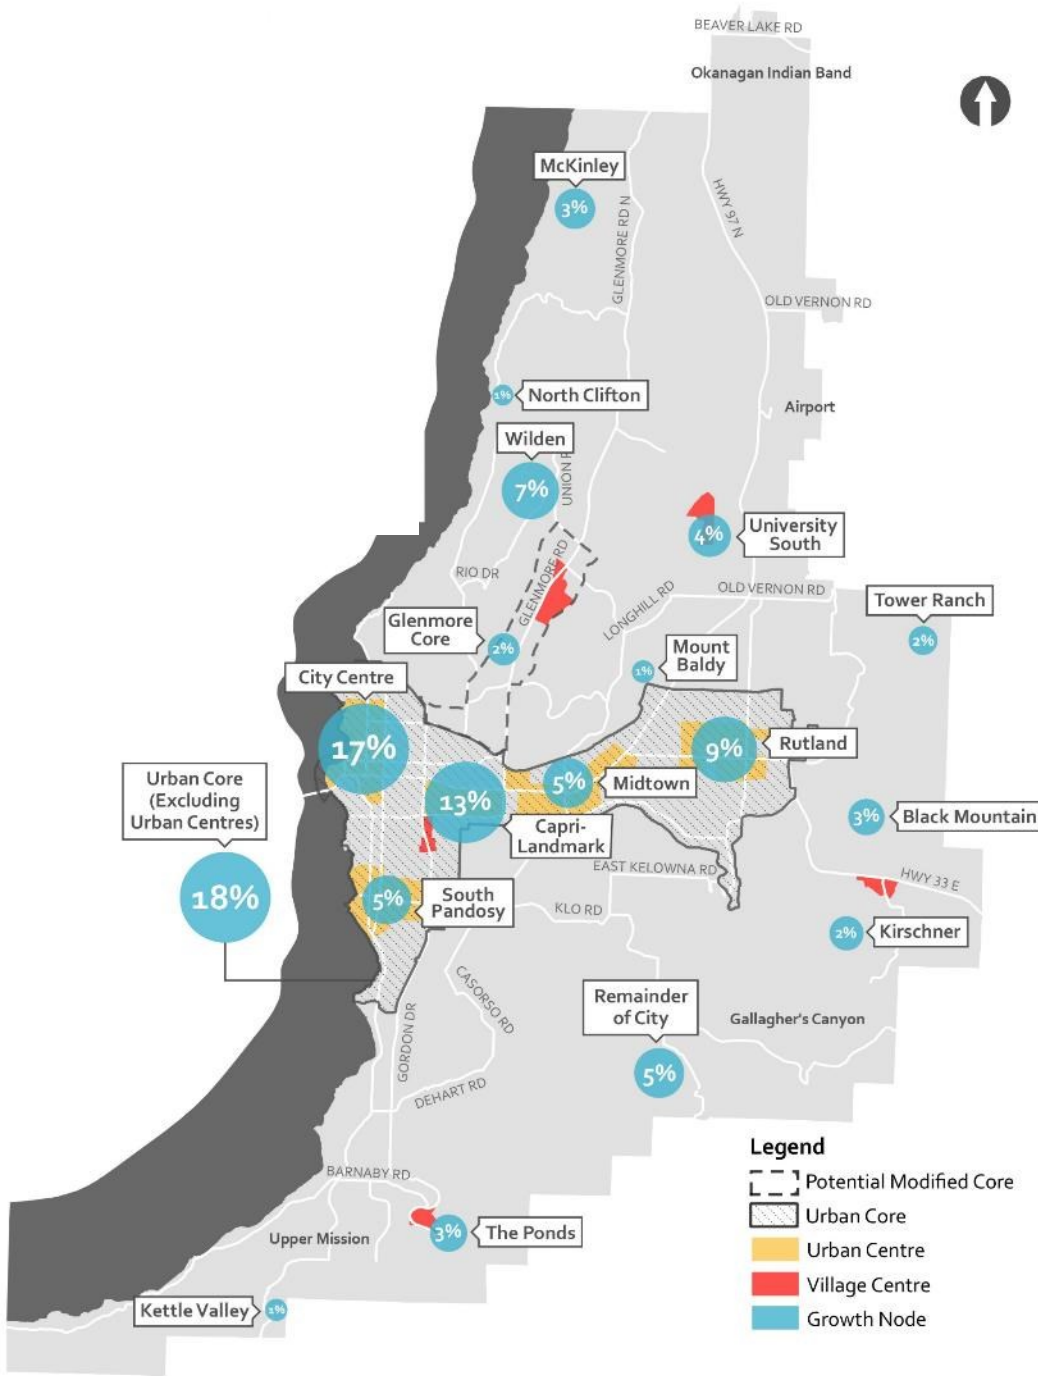 BEAVER LAKE RD
Okanagan Indian Band
McKinley
3%
GLENMORE RD N
HWY 97 N
OLD VERNON RD
1%
North Clifton
Airport
Wilden
7%
UNION R
4%
University
South
GLENMORE RD
RIO DR
LONGHILL RD
OLD VERNON RD
Tower Ranch
2%
Glenmore
Core
2%
Mount
Baldy
1%
City Centre
17%
9%
Rutland
5%
Midtown
Urban Core
(Excluding
Urban Centres)
18%
13%
Capri-
Landmark
3%
Black Mountain
EAST KELOWNA RD
HWY 33 E
5%
South
Pandosy
KLO RD
2%
Kirschner
CASORSO RD
Remainder
of City
5%
Gallagher's Canyon
GORDON DR
DEHART RD
BARNABY RD
Upper Mission
3%
The Ponds
Kettle Valley
1%
Legend
Potential Modified Core
Urban Core
Urban Centre
Village Centre
Growth Node